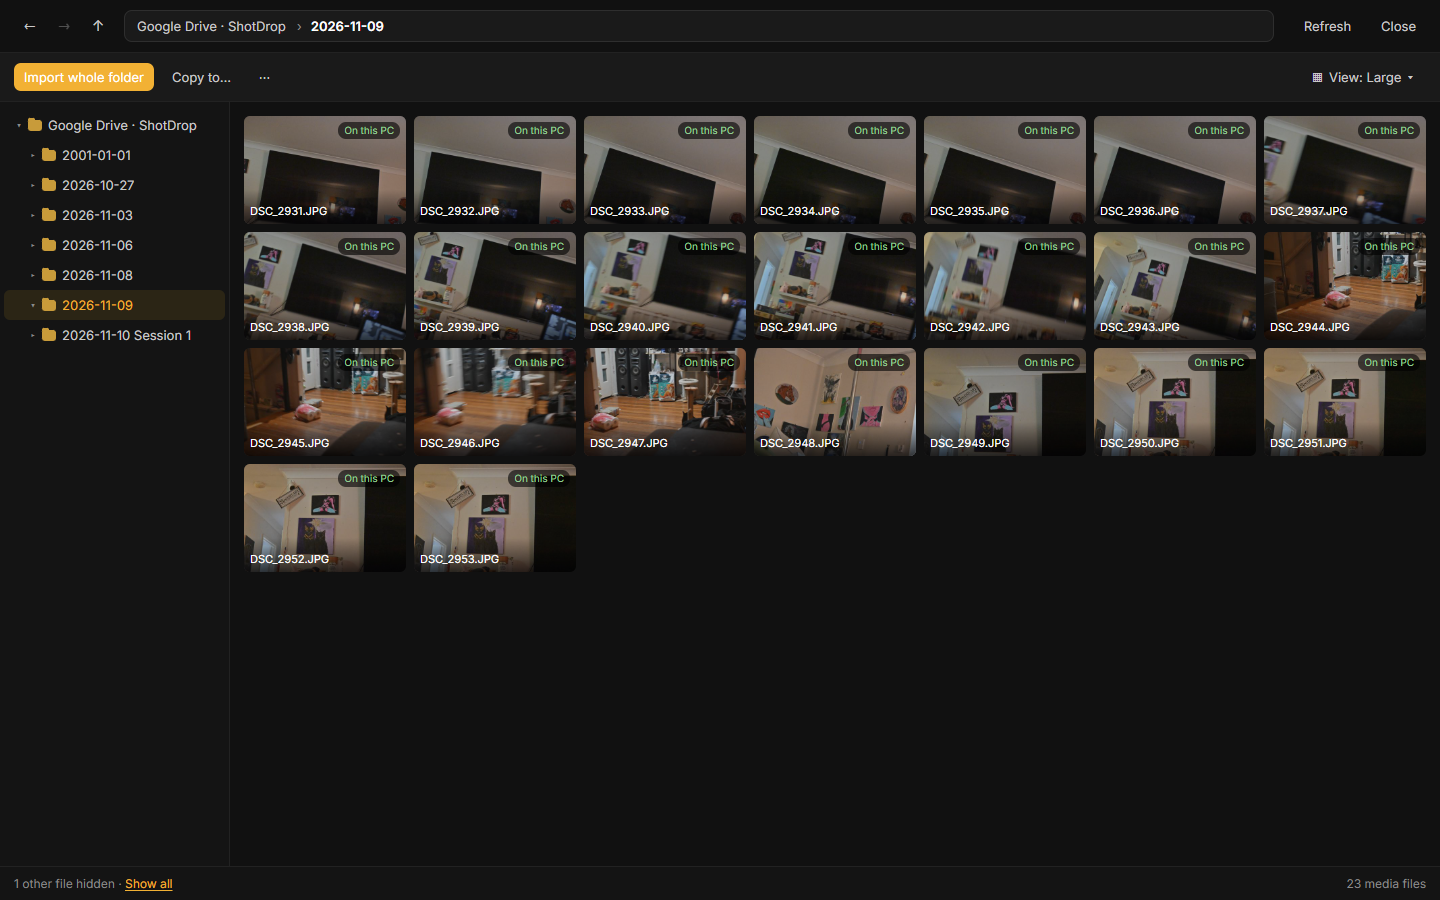 ← → ↑ Google Drive · ShotDrop › 2026-11-09 Refresh Close
Import whole folder Copy to... ··· View: Large
Google Drive · ShotDrop
2001-01-01
2026-10-27
2026-11-03
2026-11-06
2026-11-08
2026-11-09
2026-11-10 Session 1
On this PC On this PC On this PC On this PC On this PC On this PC On this PC
DSC_2931.JPG DSC_2932.JPG DSC_2933.JPG DSC_2934.JPG DSC_2935.JPG DSC_2936.JPG DSC_2937.JPG
On this PC On this PC On this PC On this PC On this PC On this PC On this PC
DSC_2938.JPG DSC_2939.JPG DSC_2940.JPG DSC_2941.JPG DSC_2942.JPG DSC_2943.JPG DSC_2944.JPG
On this PC On this PC On this PC On this PC On this PC On this PC On this PC
DSC_2945.JPG DSC_2946.JPG DSC_2947.JPG DSC_2948.JPG DSC_2949.JPG DSC_2950.JPG DSC_2951.JPG
On this PC On this PC
DSC_2952.JPG DSC_2953.JPG
1 other file hidden · Show all 23 media files